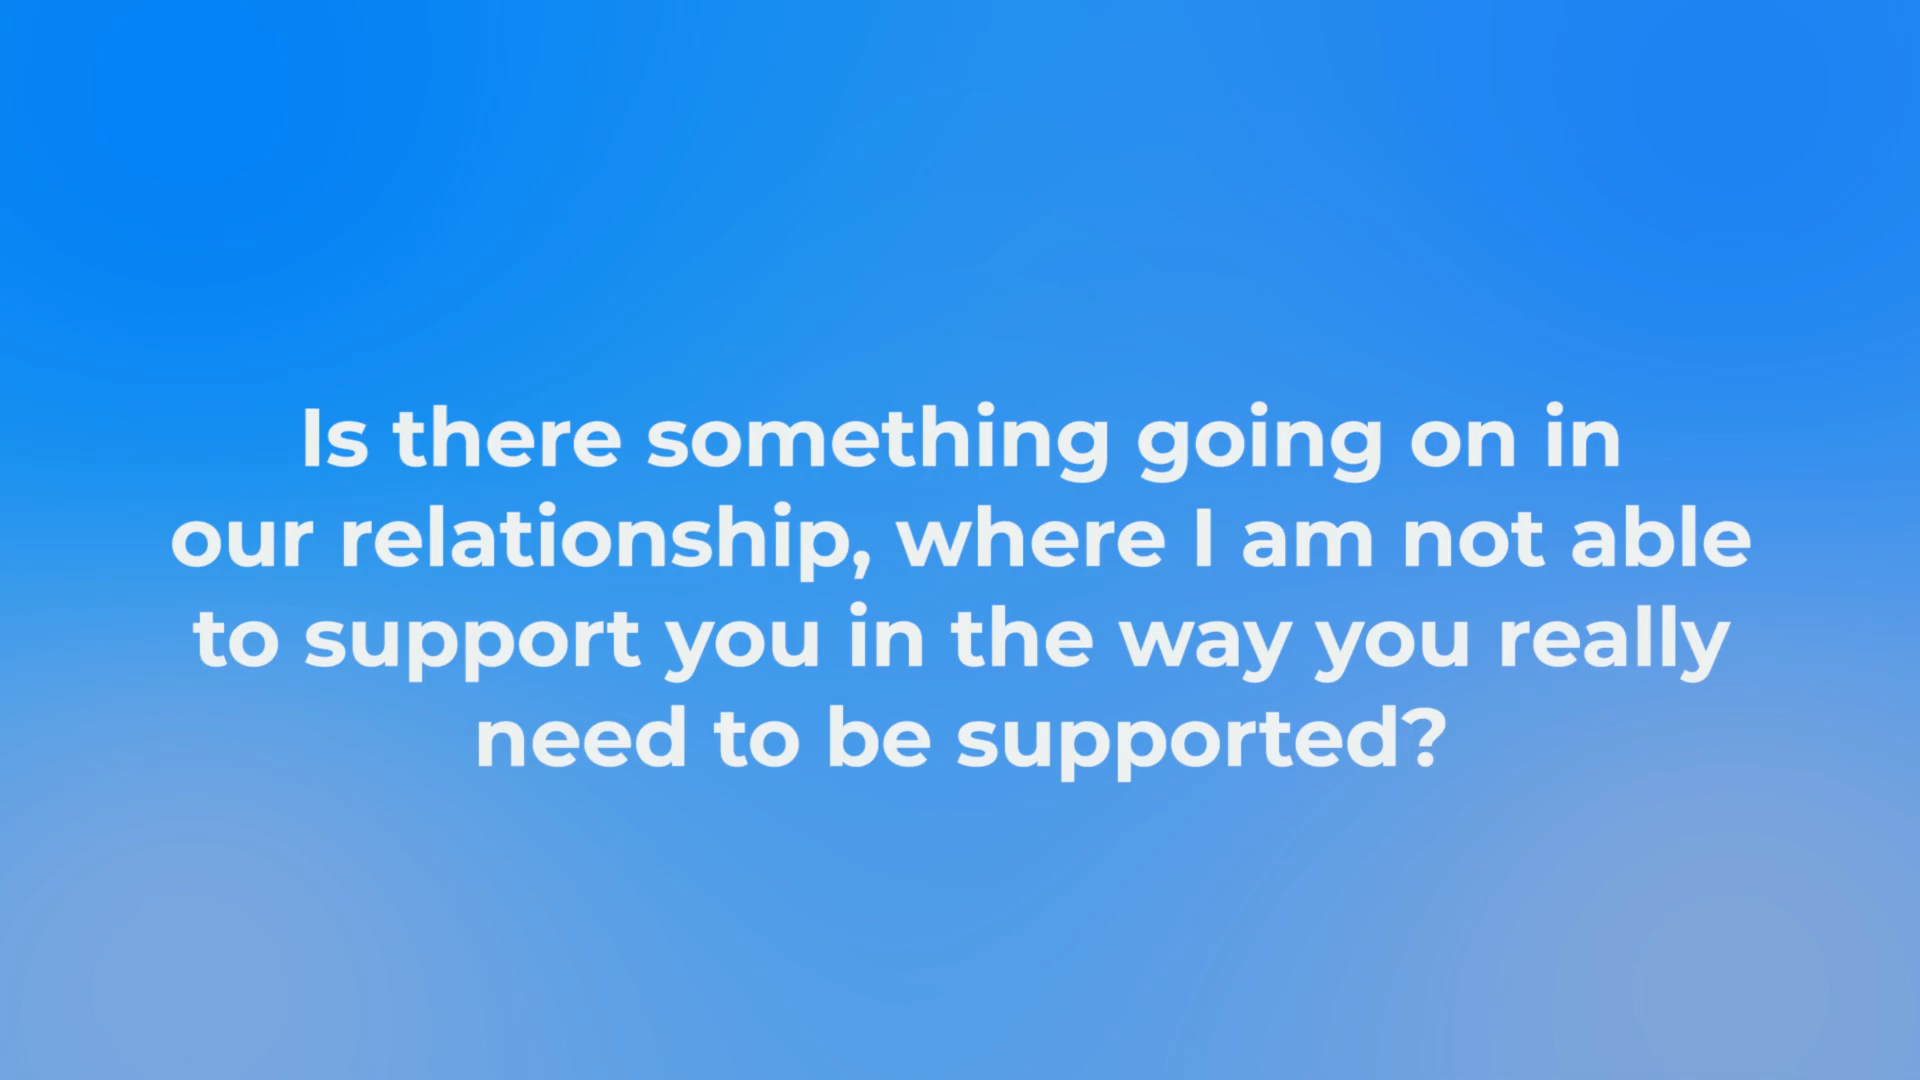 Is there something going on in
our relationship, where I am not able
to support you in the way you really
need to be supported?